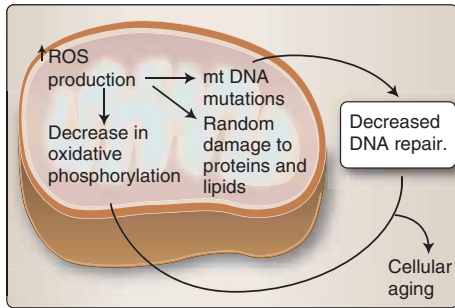 ↑ROS
production
mt DNA
mutations
Decrease in
oxidative
phosphorylation
Random
damage to
proteins and
lipids
Decreased
DNA repair.
Cellular
aging